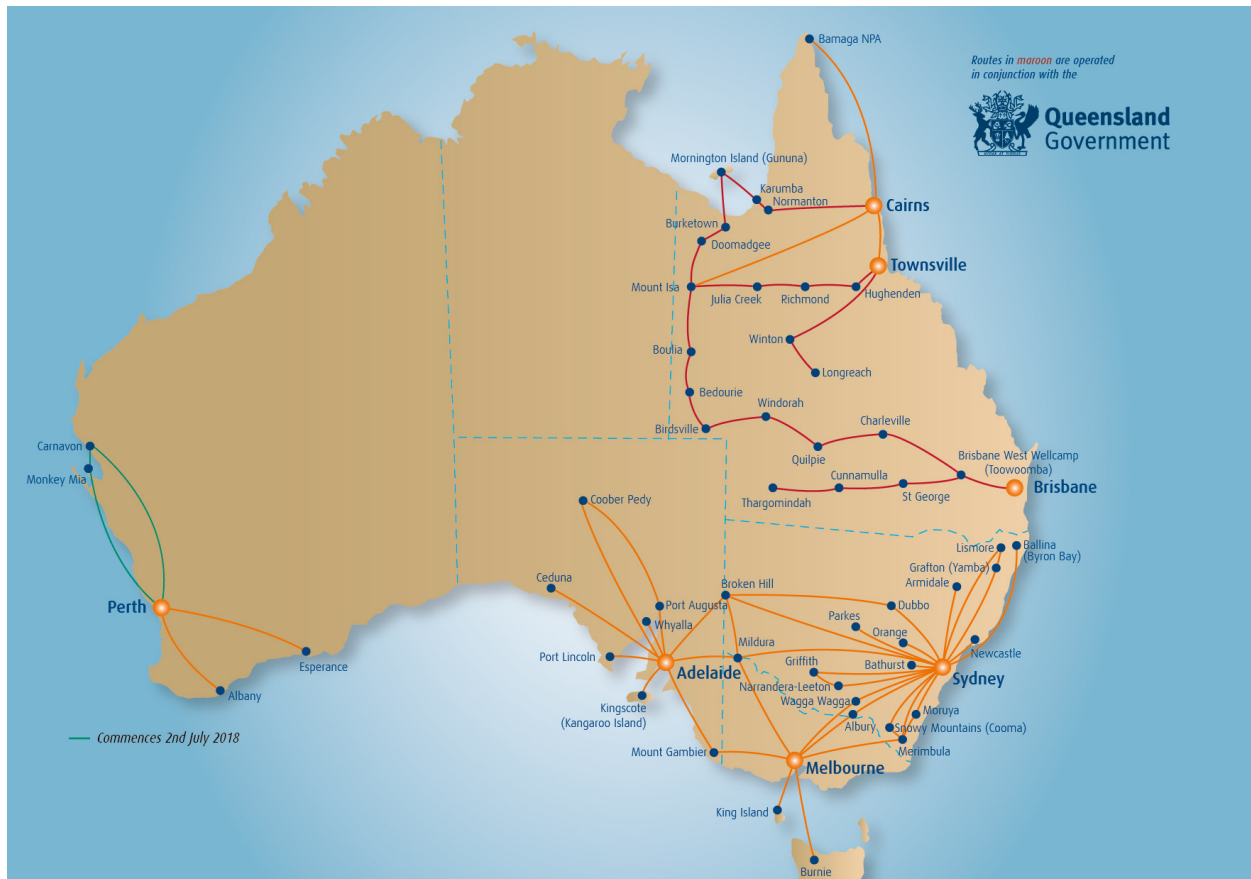 Bamaga NPA
Routes in maroon are operated
in conjunction with the
Queensland
Government
Mornington Island (Gununa)
Karumba
Normanton
Cairns
Burketown
Doomadgee
Townsville
Mount Isa
Julia Creek
Richmond
Hughenden
Winton
Boulia
Longreach
Bedourie
Windorah
Birdsville
Charleville
Quilpie
Brisbane West Wellcamp
(Toowoomba)
Cunnamulla
St George
Thargomindah
Brisbane
Carnavon
Monkey Mia
Coober Pedy
Lismore
Ballina
(Byron Bay)
Grafton (Yamba)
Armidale
Ceduna
Broken Hill
Perth
Port Augusta
Dubbo
Whyalla
Parkes
Orange
Mildura
Newcastle
Port Lincoln
Esperance
Adelaide
Griffith
Bathurst
Sydney
Narrandera-Leeton
Albany
Kingscote
(Kangaroo Island)
Wagga Wagga
Moruya
Albury
Snowy Mountains (Cooma)
Commences 2nd July 2018
Mount Gambier
Merimbula
Melbourne
King Island
Burnie